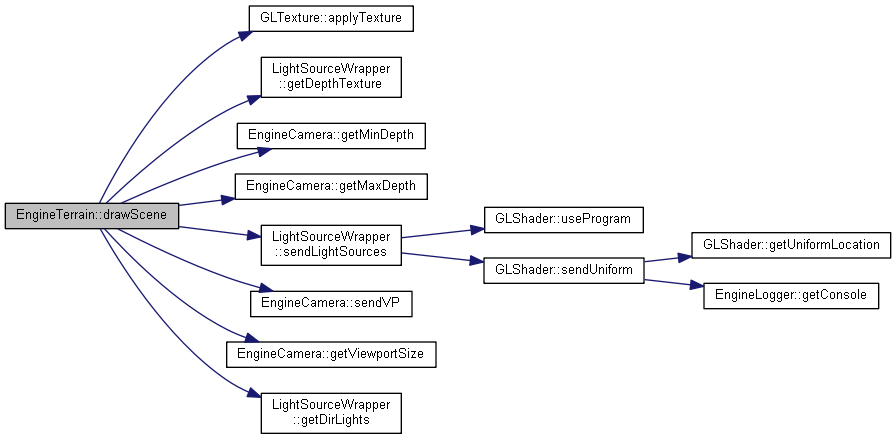 GLTexture::applyTexture
LightSourceWrapper
::getDepthTexture
EngineCamera::getMinDepth
EngineCamera::getMaxDepth
EngineTerrain::drawScene
LightSourceWrapper
::sendLightSources
GLShader::useProgram
GLShader::sendUniform
GLShader::getUniformLocation
EngineLogger::getConsole
EngineCamera::sendVP
EngineCamera::getViewportSize
LightSourceWrapper
::getDirLights